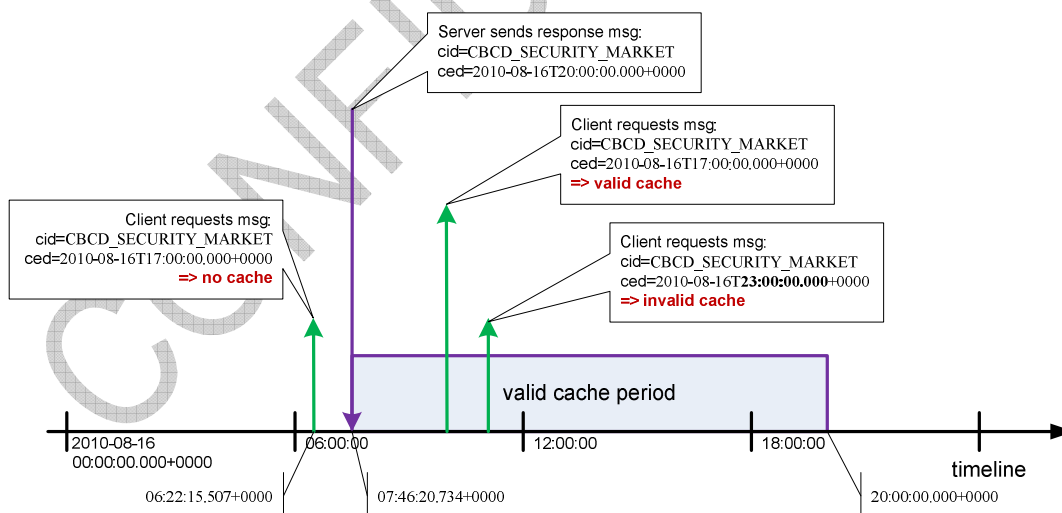 Server sends response msg:
cid=CBCD_SECURITY_MARKET
ced=2010-08-16T20:00:00.000+0000
Client requests msg:
cid=CBCD_SECURITY_MARKET
ced=2010-08-16T17:00:00.000+0000
=> valid cache
Client requests msg:
cid=CBCD_SECURITY_MARKET
ced=2010-08-16T17:00:00.000+0000
=> no cache
Client requests msg:
cid=CBCD_SECURITY_MARKET
ced=2010-08-16T23:00:00.000+0000
=> invalid cache
valid cache period
2010-08-16
00:00:00.000+0000
06:00:00
12:00:00
18:00:00
timeline
06:22:15.507+0000
07:46:20.734+0000
20:00:00.000+0000